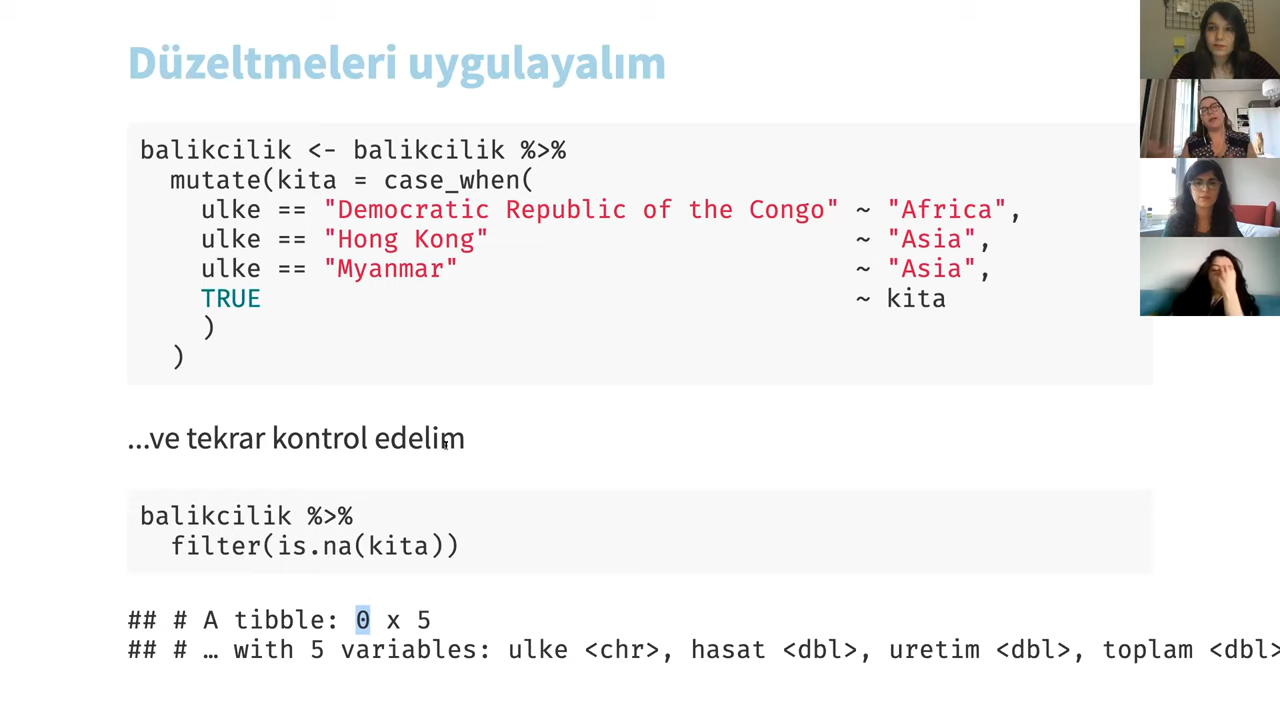 Düzeltmeleri uygulayalım
balikcilik <- balikcilik %>%
mutate(kita = case_when(
ulke == "Democratic Republic of the Congo" ~ "Africa",
ulke == "Hong Kong" ~ "Asia",
ulke == "Myanmar" ~ "Asia",
TRUE ~ kita
)
)
...ve tekrar kontrol edelim
balikcilik %>%
filter(is.na(kita))
## # A tibble: 0 x 5
## # … with 5 variables: ulke <chr>, hasat <dbl>, uretim <dbl>, toplam <dbl>